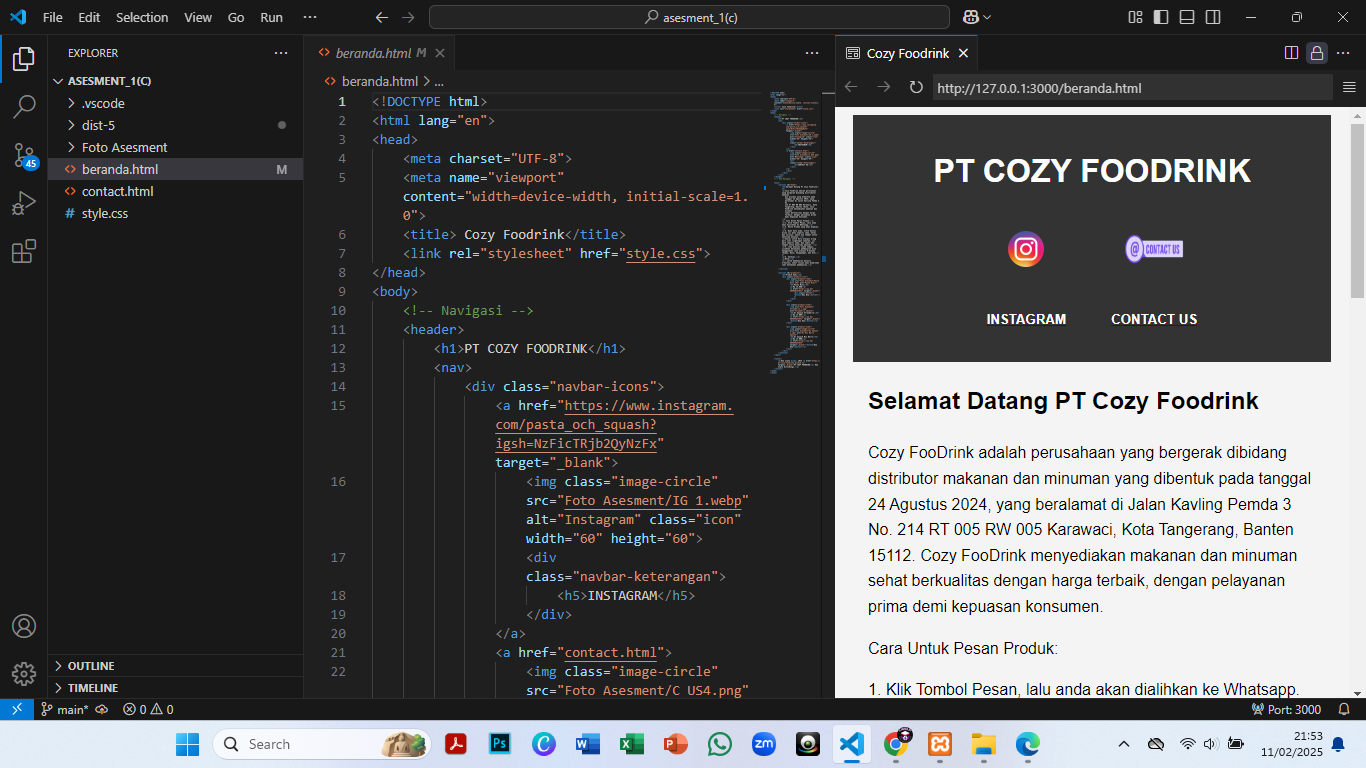 File Edit Selection View Go Run ··· asesment_1(c)
EXPLORER ···
ASESMENT_1(C)
.vscode
dist-5
Foto Asesment
beranda.html M
contact.html
style.css
45
OUTLINE
TIMELINE
beranda.html M
beranda.html > ...
1 <!DOCTYPE html>
2 <html lang="en">
3 <head>
4 <meta charset="UTF-8">
5 <meta name="viewport"
content="width=device-width, initial-scale=1.
0">
6 <title> Cozy Foodrink</title>
7 <link rel="stylesheet" href="style.css">
8 </head>
9 <body>
10 <!-- Navigasi -->
11 <header>
12 <h1>PT COZY FOODRINK</h1>
13 <nav>
14 <div class="navbar-icons">
15 <a href="https://www.instagram.
com/pasta_och_squash?
igsh=NzFicTRjb2QyNzFx"
target="_blank">
16 <img class="image-circle"
src="Foto Asesment/IG 1.webp"
alt="Instagram" class="icon"
width="60" height="60">
17 <div
class="navbar-keterangan">
18 <h5>INSTAGRAM</h5>
19 </div>
20 </a>
21 <a href="contact.html">
22 <img class="image-circle"
src="Foto Asesment/C US4.png"
Cozy Foodrink
http://127.0.0.1:3000/beranda.html
PT COZY FOODRINK
@ CONTACT US
INSTAGRAM CONTACT US
Selamat Datang PT Cozy Foodrink
Cozy FooDrink adalah perusahaan yang bergerak dibidang
distributor makanan dan minuman yang dibentuk pada tanggal
24 Agustus 2024, yang beralamat di Jalan Kavling Pemda 3
No. 214 RT 005 RW 005 Karawaci, Kota Tangerang, Banten
15112. Cozy FooDrink menyediakan makanan dan minuman
sehat berkualitas dengan harga terbaik, dengan pelayanan
prima demi kepuasan konsumen.
Cara Untuk Pesan Produk:
1. Klik Tombol Pesan, lalu anda akan dialihkan ke Whatsapp.
main* 0 0 Port: 3000
Search
Ps
zm
21:53
11/02/2025